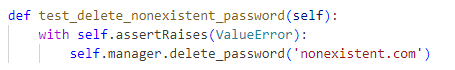 def test_delete_nonexistent_password(self):
    with self.assertRaises(ValueError):
        self.manager.delete_password('nonexistent.com')